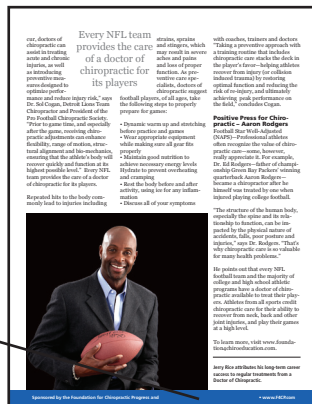 cur, doctors of
chiropractic can
assist in treating
acute and chronic
injuries, as well
as introducing
preventive mea-
sures designed to
optimize perfor-
mance and reduce injury risk," says
Dr. Sol Cogan, Detroit Lions Team
Chiropractor and President of the
Pro Football Chiropractic Society.
"Prior to game time, and especially
after the game, receiving chiro-
practic adjustments can enhance
flexibility, range of motion, struc-
tural alignment and bio-mechanics,
ensuring that the athlete's body will
recover quickly and function at its
highest possible level." Every NFL
team provides the care of a doctor
of chiropractic for its players.
Repeated hits to the body com-
monly lead to injuries including
Every NFL team
provides the care
of a doctor of
chiropractic for
its players
strains, sprains
and stingers, which
may result in severe
aches and pains
and loss of proper
function. As pre-
ventive care spe-
cialists, doctors of
chiropractic suggest
football players, of all ages, take
the following steps to properly
prepare for games:
• Dynamic warm up and stretching
before practice and games
• Wear appropriate equipment
while making sure all gear fits
properly
• Maintain good nutrition to
achieve necessary energy levels
Hydrate to prevent overheating
and cramping
• Rest the body before and after
activity, using ice for any inflam-
mation
• Discuss all of your symptoms
with coaches, trainers and doctors
"Taking a preventive approach with
a training routine that includes
chiropractic care stacks the deck in
the player's favor—helping athletes
recover from injury (or collision
induced trauma) by restoring
optimal function and reducing the
risk of re-injury, and ultimately
achieving peak performance on
the field," concludes Cogan.
Positive Press for Chiro-
practic – Aaron Rodgers
Football Star Well-Adjusted
(NAPS)—Professional athletes
often recognize the value of chiro-
practic care—some, however,
really appreciate it. For example,
Dr. Ed Rodgers—father of champi-
onship Green Bay Packers' winning
quarterback Aaron Rodgers—
became a chiropractor after he
himself was treated by one when
injured playing college football.
"The structure of the human body,
especially the spine and its rela-
tionship to function, can be im-
pacted by the physical nature of
accidents, falls, poor posture and
injuries," says Dr. Rodgers. "That's
why chiropractic care is so valuable
for many health problems."
He points out that every NFL
football team and the majority of
college and high school athletic
programs have a doctor of chiro-
practic available to treat their play-
ers. Athletes from all sports credit
chiropractic care for their ability to
recover from neck, back and other
joint injuries, and play their games
at a high level.
To learn more, visit www.founda-
tion4chiroeducation.com.
Jerry Rice attributes his long-term career
success to regular treatments from a
Doctor of Chiropractic.
Sponsored by the Foundation for Chiropractic Progress and
• www.F4CP.com